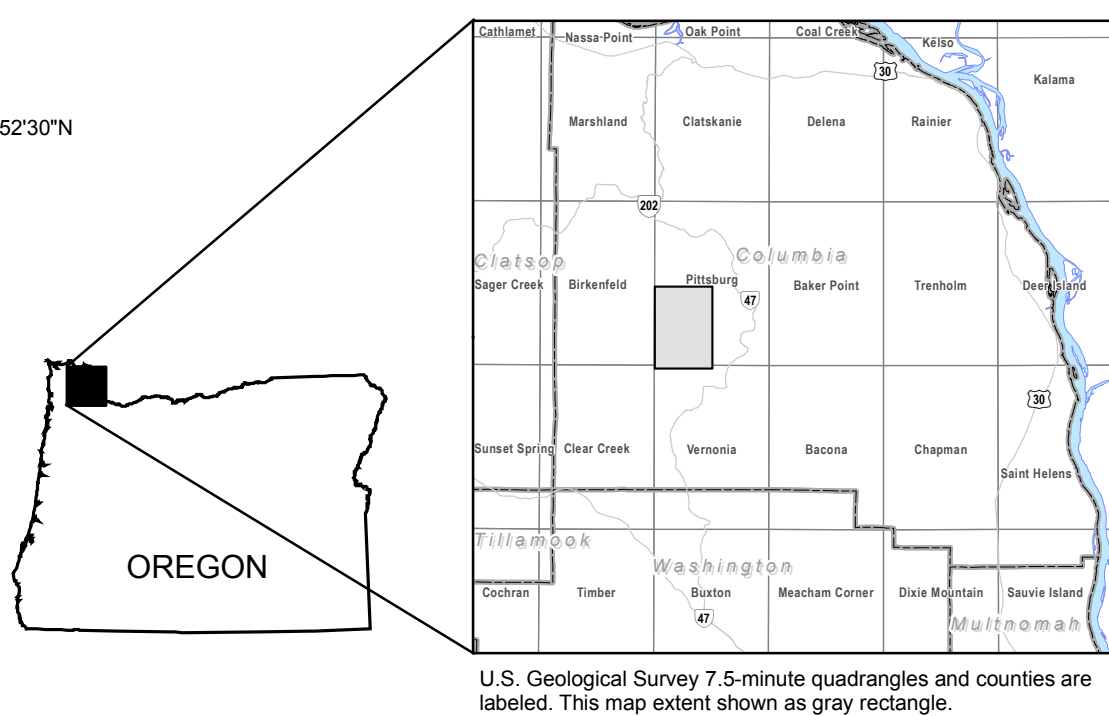 Cathlamet
Nassa Point
Oak Point
Coal Creek
Kelso
30
Kalama
52'30"N
Marshland
Clatskanie
Delena
Rainier
202
Clatsop
Columbia
Sager Creek
Birkenfeld
Pittsburg
47
Baker Point
Trenholm
Deer Island
30
Sunset Spring
Clear Creek
Vernonia
Bacona
Chapman
Saint Helens
Tillamook
Washington
OREGON
Cochran
Timber
Buxton
Meacham Corner
Dixie Mountain
Sauvie Island
47
Multnomah
U.S. Geological Survey 7.5-minute quadrangles and counties are
labeled. This map extent shown as gray rectangle.